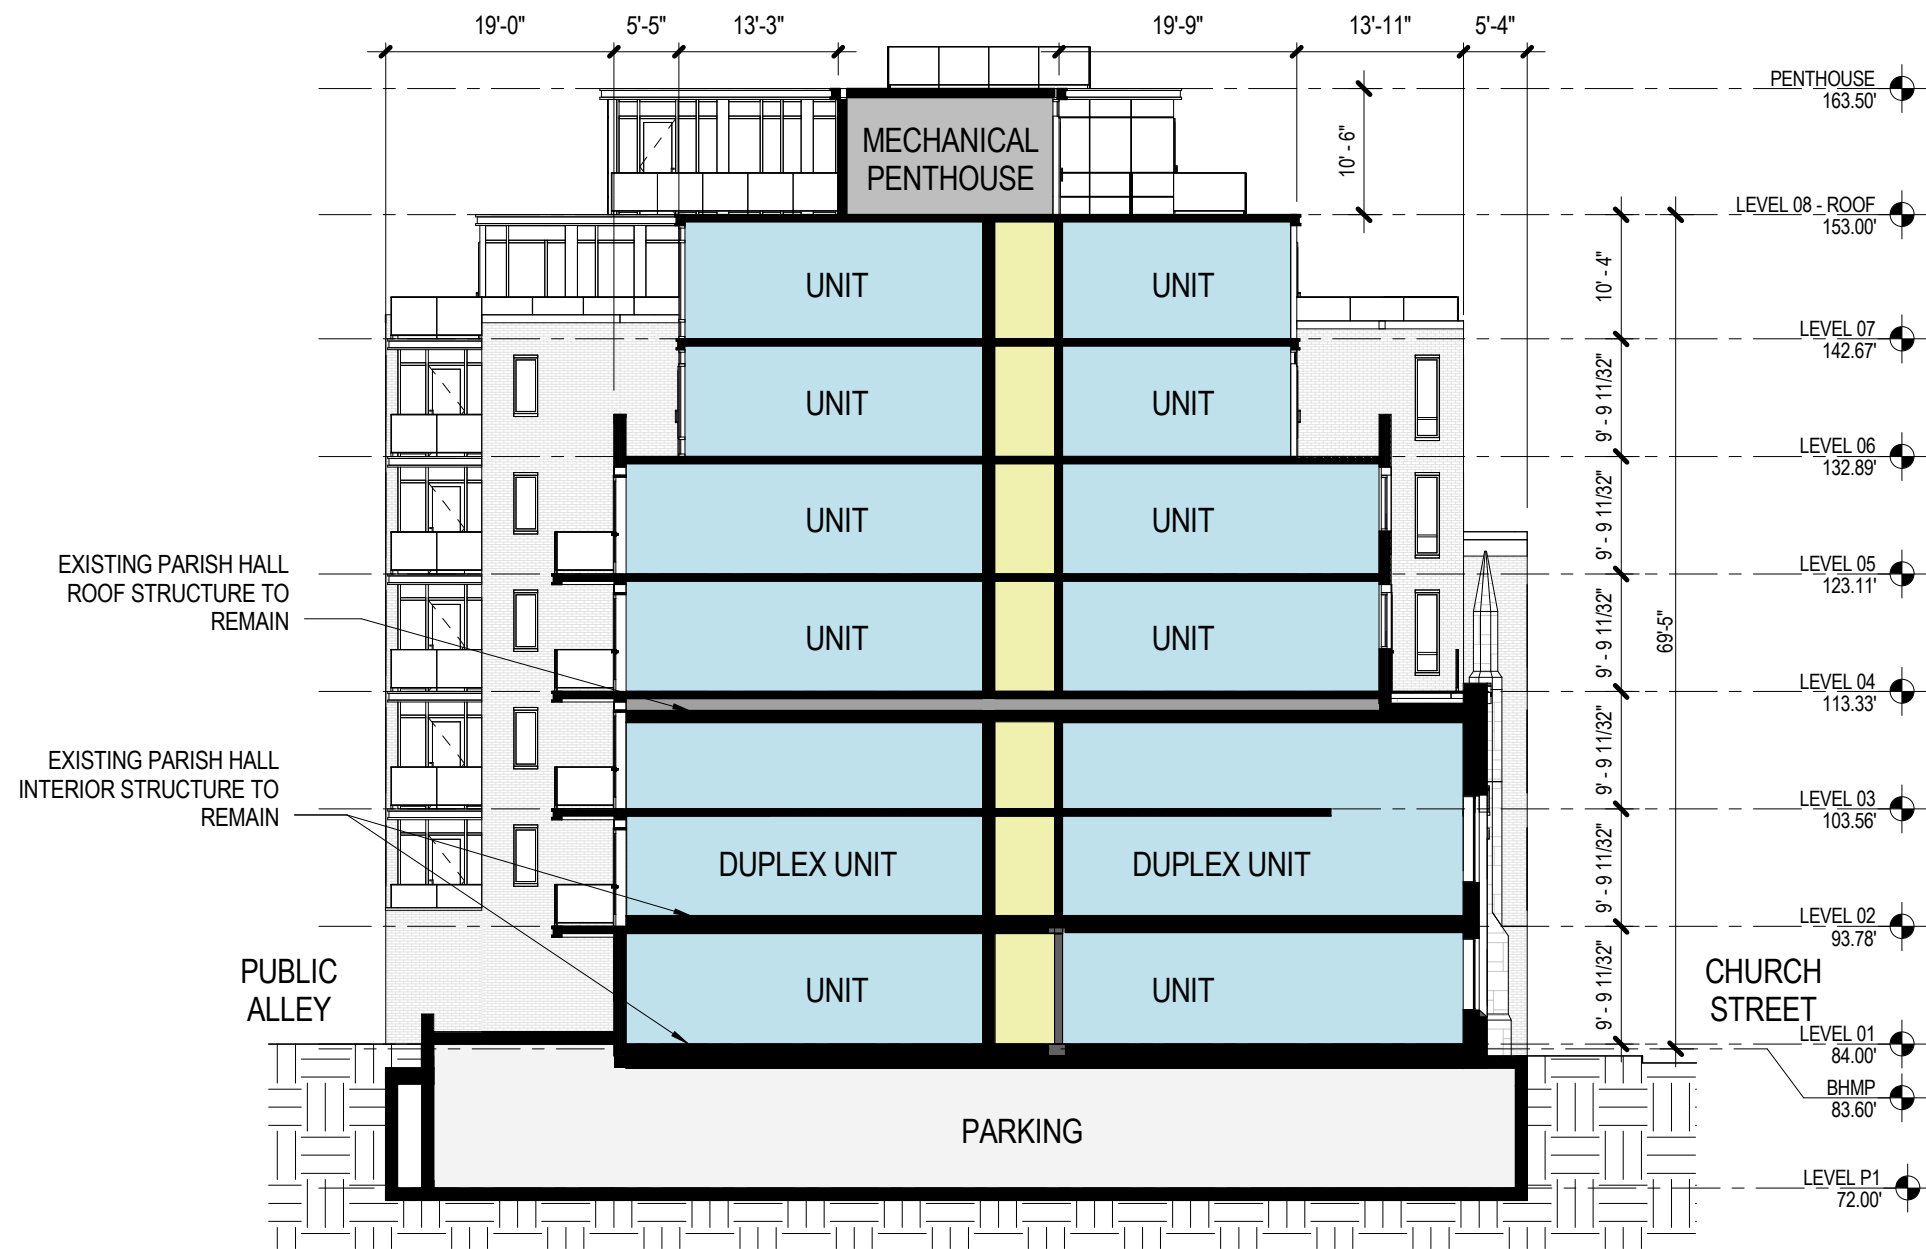 19'-0" 5'-5" 13'-3" 19'-9" 13'-11" 5'-4"
PENTHOUSE
163.50'
MECHANICAL
PENTHOUSE
10' - 6"
LEVEL 08 - ROOF
153.00'
UNIT UNIT
10' - 4"
LEVEL 07
142.67'
UNIT UNIT
9' - 9 11/32"
LEVEL 06
132.89'
UNIT UNIT
9' - 9 11/32"
EXISTING PARISH HALL
ROOF STRUCTURE TO
REMAIN
LEVEL 05
123.11'
UNIT UNIT
9' - 9 11/32"
69'-5"
LEVEL 04
113.33'
9' - 9 11/32"
EXISTING PARISH HALL
INTERIOR STRUCTURE TO
REMAIN
LEVEL 03
103.56'
DUPLEX UNIT DUPLEX UNIT
9' - 9 11/32"
LEVEL 02
93.78'
PUBLIC
ALLEY
UNIT UNIT
9' - 9 11/32"
CHURCH
STREET
LEVEL 01
84.00'
BHMP
83.60'
PARKING
LEVEL P1
72.00'